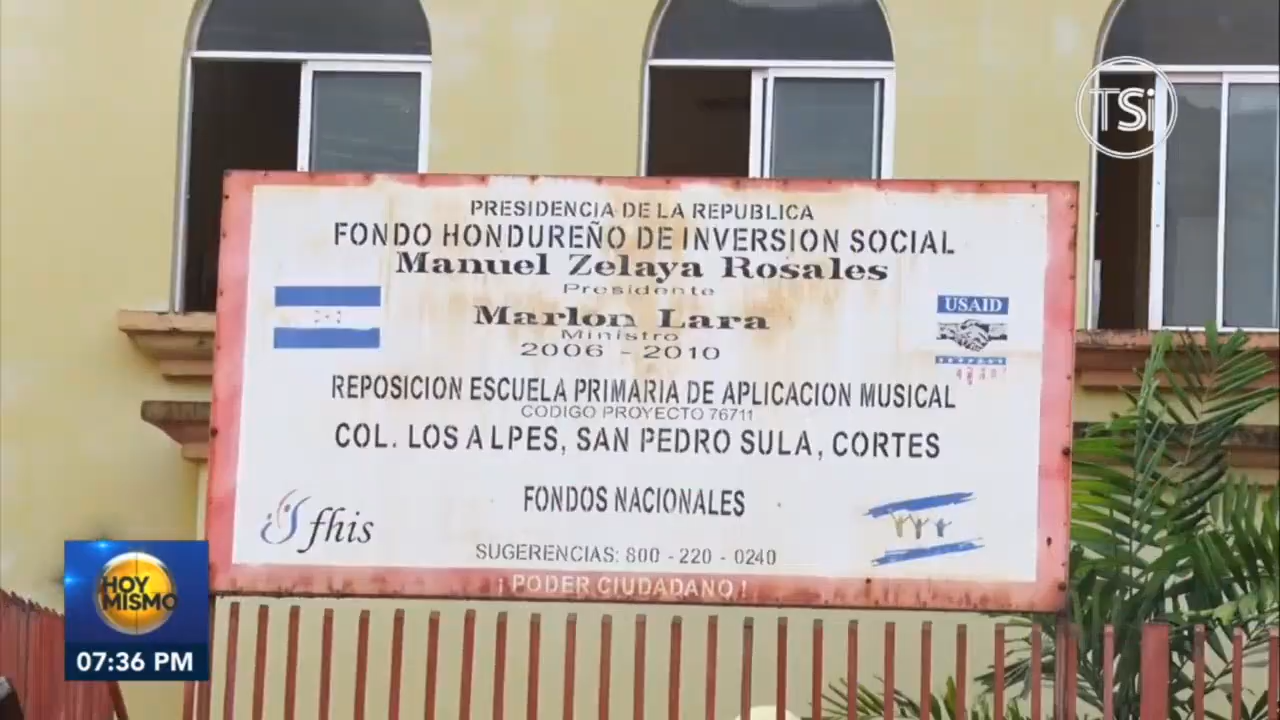 TSi
PRESIDENCIA DE LA REPUBLICA
FONDO HONDUREÑO DE INVERSION SOCIAL
Manuel Zelaya Rosales
Presidente
Marlon Lara
Ministro
2006 - 2010
USAID
REPOSICION ESCUELA PRIMARIA DE APLICACION MUSICAL
CODIGO PROYECTO 76711
COL. LOS ALPES, SAN PEDRO SULA, CORTES
FONDOS NACIONALES
fhis
SUGERENCIAS: 800 - 220 - 0240
¡PODER CIUDADANO!
HOY
MISMO
07:36 PM